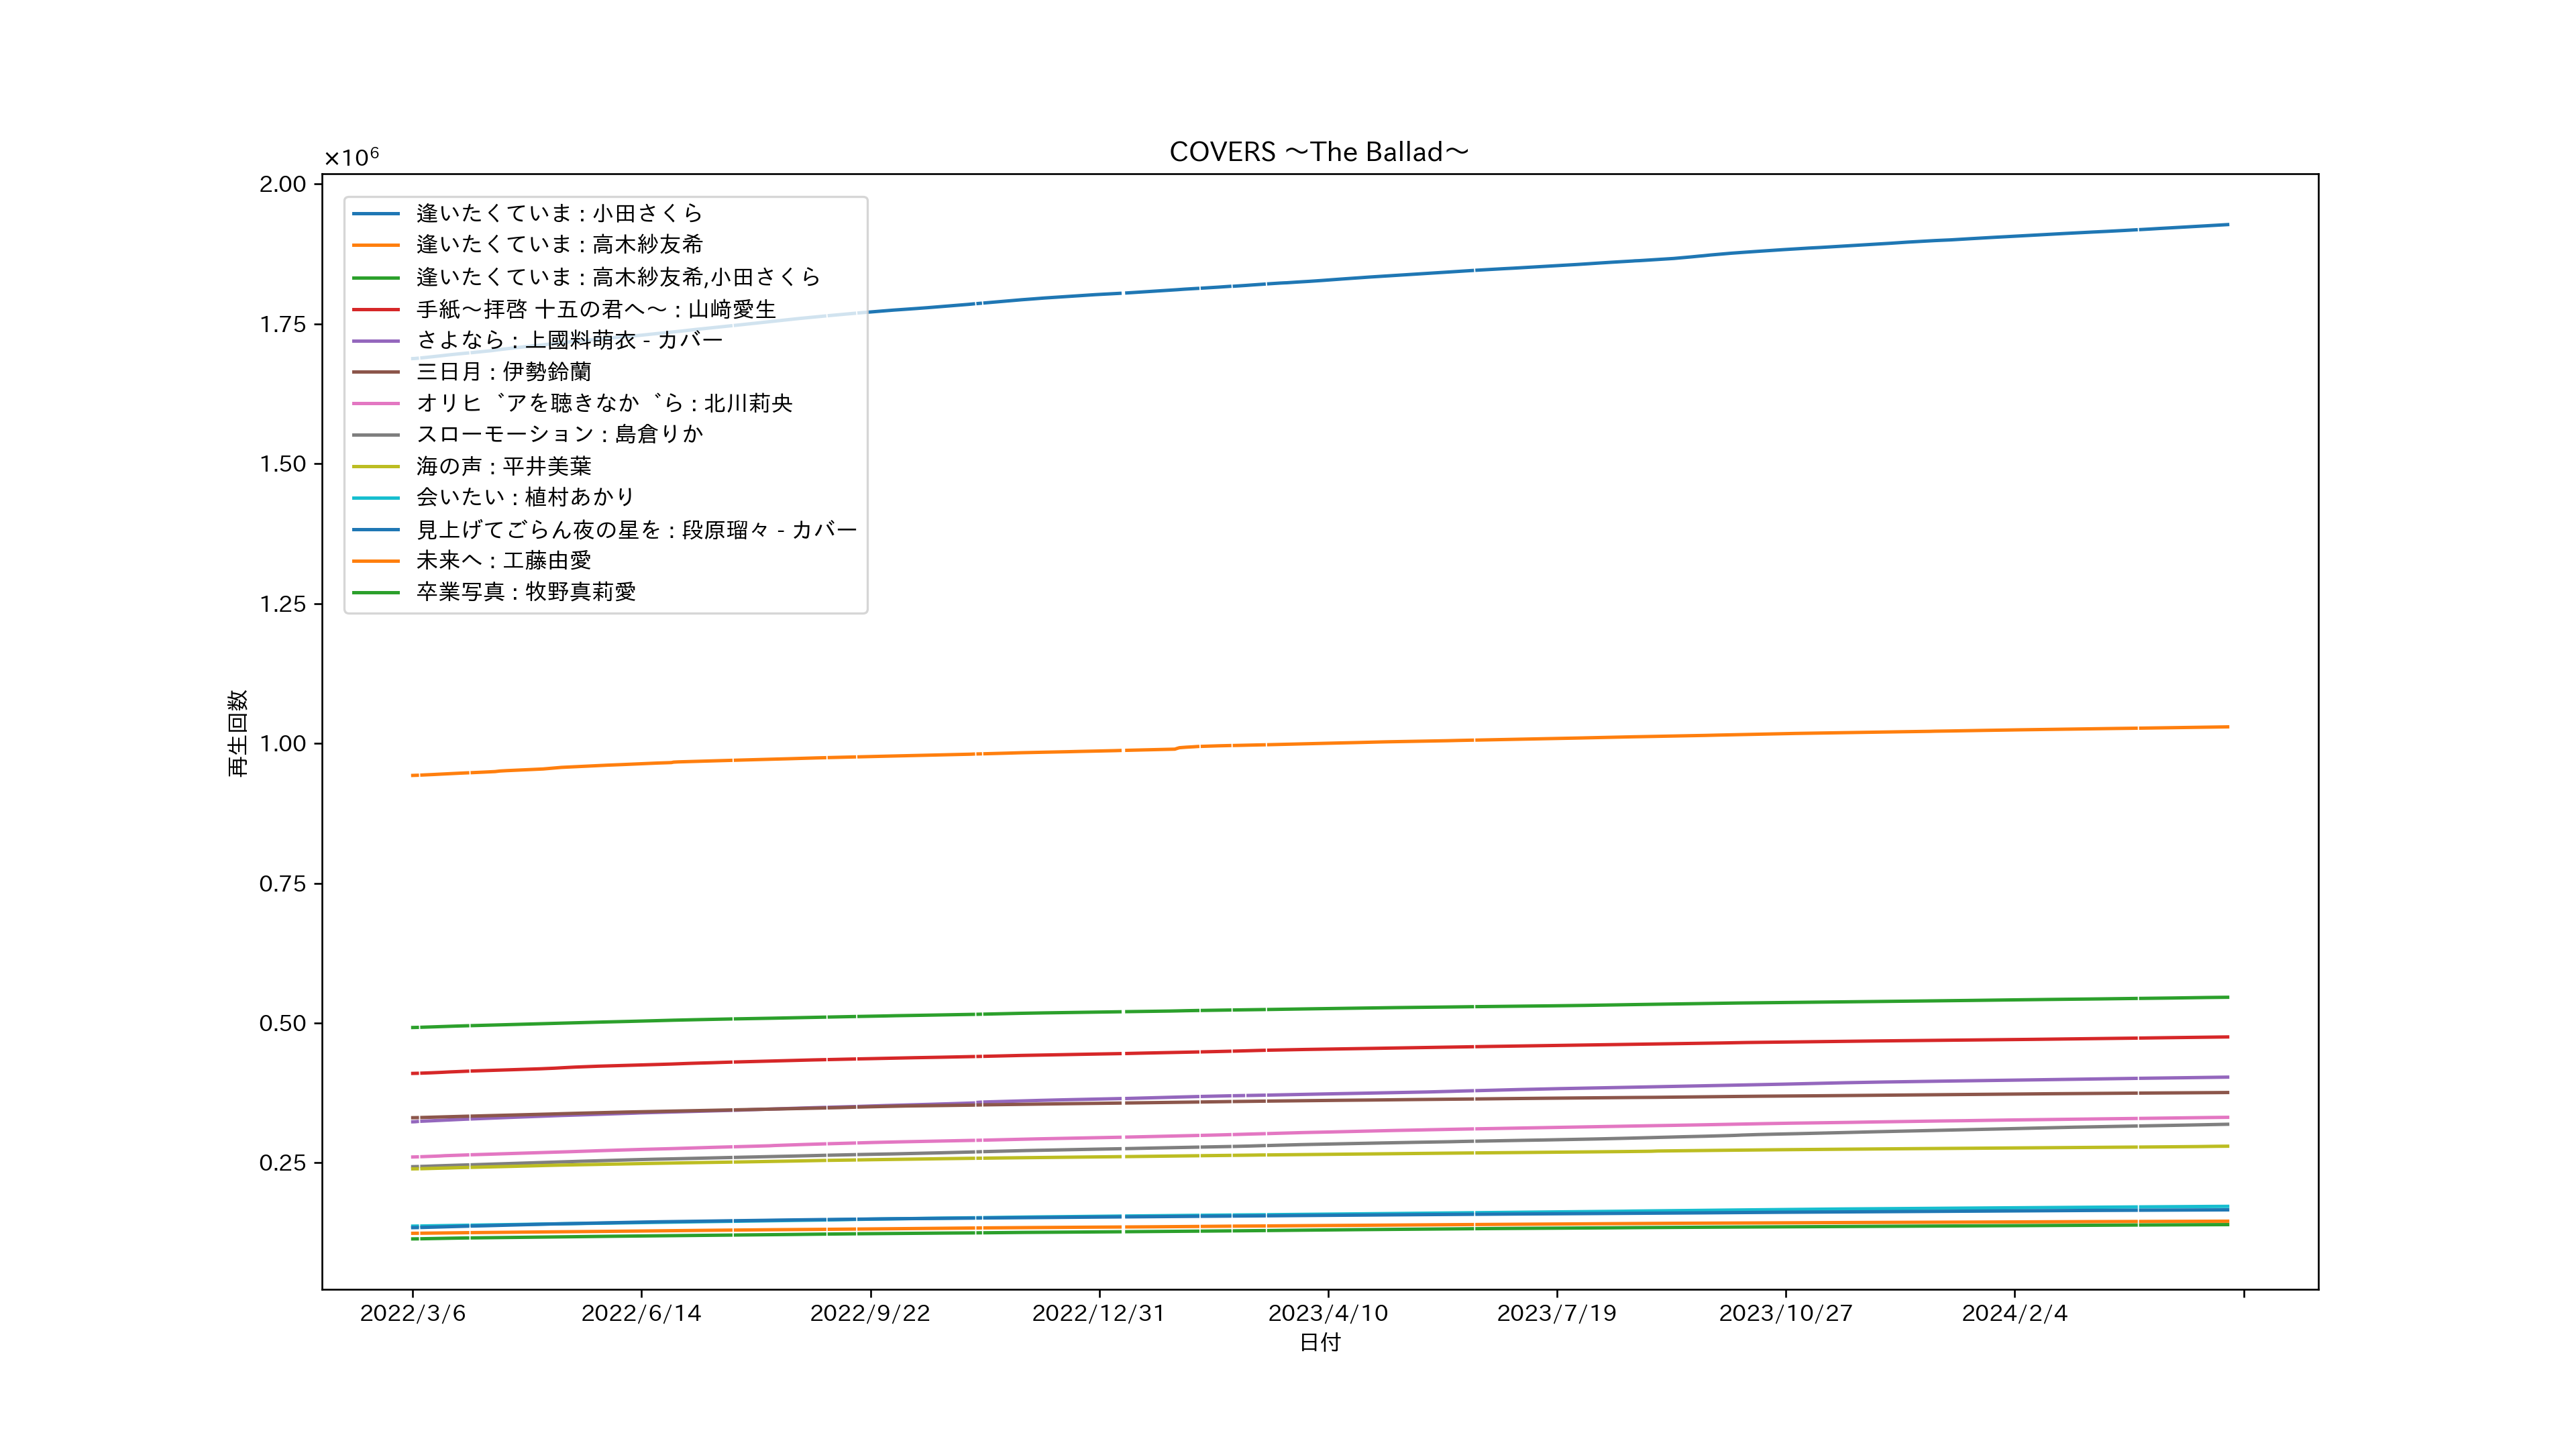 COVERS ～The Ballad～
×10⁶
2.00
1.75
1.50
1.25
1.00
0.75
0.50
0.25
再生回数
逢いたくていま : 小田さくら
逢いたくていま : 高木紗友希
逢いたくていま : 高木紗友希,小田さくら
手紙～拝啓 十五の君へ～ : 山﨑愛生
さよなら : 上國料萌衣 - カバー
三日月 : 伊勢鈴蘭
オリヒ゛アを聴きなか゛ら : 北川莉央
スローモーション : 島倉りか
海の声 : 平井美葉
会いたい : 植村あかり
見上げてごらん夜の星を : 段原瑠々 - カバー
未来へ : 工藤由愛
卒業写真 : 牧野真莉愛
2022/3/6 2022/6/14 2022/9/22 2022/12/31 2023/4/10 2023/7/19 2023/10/27 2024/2/4
日付